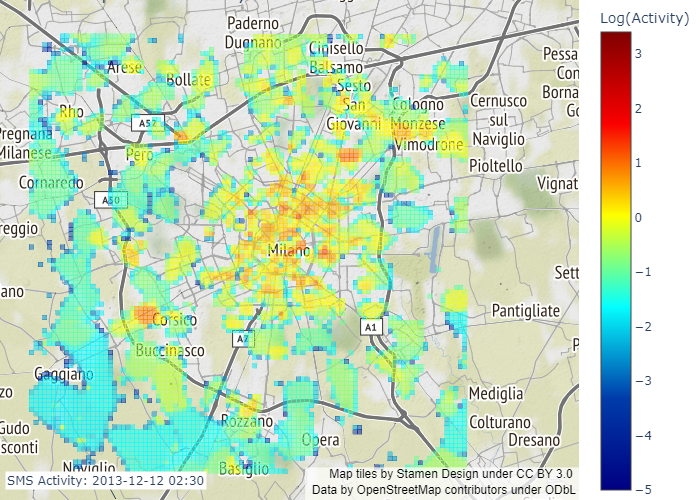 Log(Activity)
3
2
1
0
−1
−2
−3
−4
−5
Paderno
Dugnano
Cinisello
Balsamo
Sesto
San
Giovanni
Arese
Bollate
Rho
A52
Pregnana
Milanese
Pero
Cornaredo
A50
reggio
Cologno
Monzese
Vimodrone
Cernusco
sul
Naviglio
Pioltello
Pessa
Con
Borna
Go
Vignat
Milano
Sett
ano
Corsico
Buccinasco
A7
A1
Pantigliate
P
Gaggiano
zo
Gudo
sconti
Noviglio
Rozzano
Opera
Basiglio
Mediglia
Colturano
Dresano
SMS Activity: 2013-12-12 02:30
Map tiles by Stamen Design under CC BY 3.0
Data by OpenStreetMap contributors under ODbL